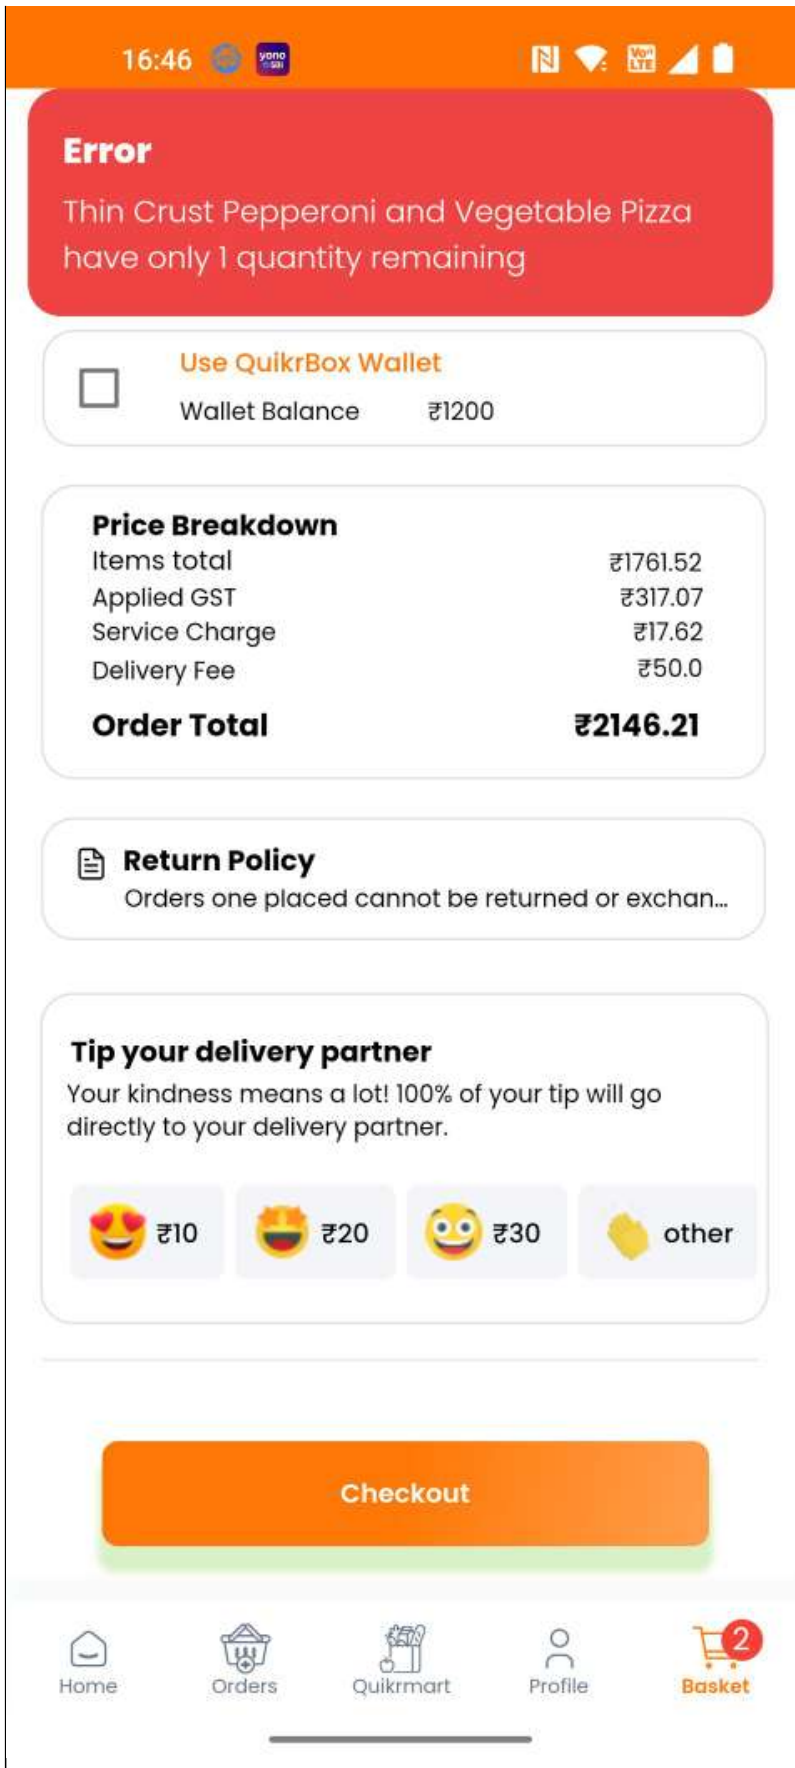 16:46 yono SBI N Vo)) LTE
Error
Thin Crust Pepperoni and Vegetable Pizza
have only 1 quantity remaining
Use QuikrBox Wallet
Wallet Balance ₹1200
Price Breakdown
Items total ₹1761.52
Applied GST ₹317.07
Service Charge ₹17.62
Delivery Fee ₹50.0
Order Total ₹2146.21
Return Policy
Orders one placed cannot be returned or exchan...
Tip your delivery partner
Your kindness means a lot! 100% of your tip will go
directly to your delivery partner.
₹10 ₹20 ₹30 other
Checkout
2
Home Orders Quikrmart Profile Basket